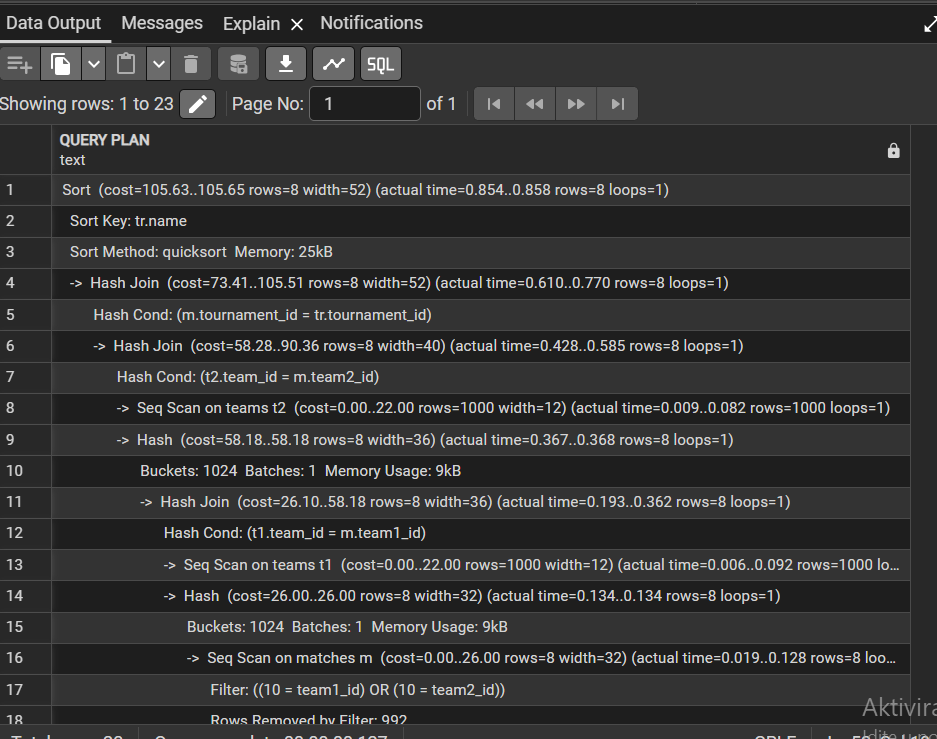 Data Output Messages Explain × Notifications
SQL
Showing rows: 1 to 23 Page No: 1 of 1
QUERY PLAN
text
1 Sort (cost=105.63..105.65 rows=8 width=52) (actual time=0.854..0.858 rows=8 loops=1)
2 Sort Key: tr.name
3 Sort Method: quicksort Memory: 25kB
4 -> Hash Join (cost=73.41..105.51 rows=8 width=52) (actual time=0.610..0.770 rows=8 loops=1)
5 Hash Cond: (m.tournament_id = tr.tournament_id)
6 -> Hash Join (cost=58.28..90.36 rows=8 width=40) (actual time=0.428..0.585 rows=8 loops=1)
7 Hash Cond: (t2.team_id = m.team2_id)
8 -> Seq Scan on teams t2 (cost=0.00..22.00 rows=1000 width=12) (actual time=0.009..0.082 rows=1000 loops=1)
9 -> Hash (cost=58.18..58.18 rows=8 width=36) (actual time=0.367..0.368 rows=8 loops=1)
10 Buckets: 1024 Batches: 1 Memory Usage: 9kB
11 -> Hash Join (cost=26.10..58.18 rows=8 width=36) (actual time=0.193..0.362 rows=8 loops=1)
12 Hash Cond: (t1.team_id = m.team1_id)
13 -> Seq Scan on teams t1 (cost=0.00..22.00 rows=1000 width=12) (actual time=0.006..0.092 rows=1000 lo...
14 -> Hash (cost=26.00..26.00 rows=8 width=32) (actual time=0.134..0.134 rows=8 loops=1)
15 Buckets: 1024 Batches: 1 Memory Usage: 9kB
16 -> Seq Scan on matches m (cost=0.00..26.00 rows=8 width=32) (actual time=0.019..0.128 rows=8 loo...
17 Filter: ((10 = team1_id) OR (10 = team2_id))
Aktivira
18 Rows Removed by Filter: 992